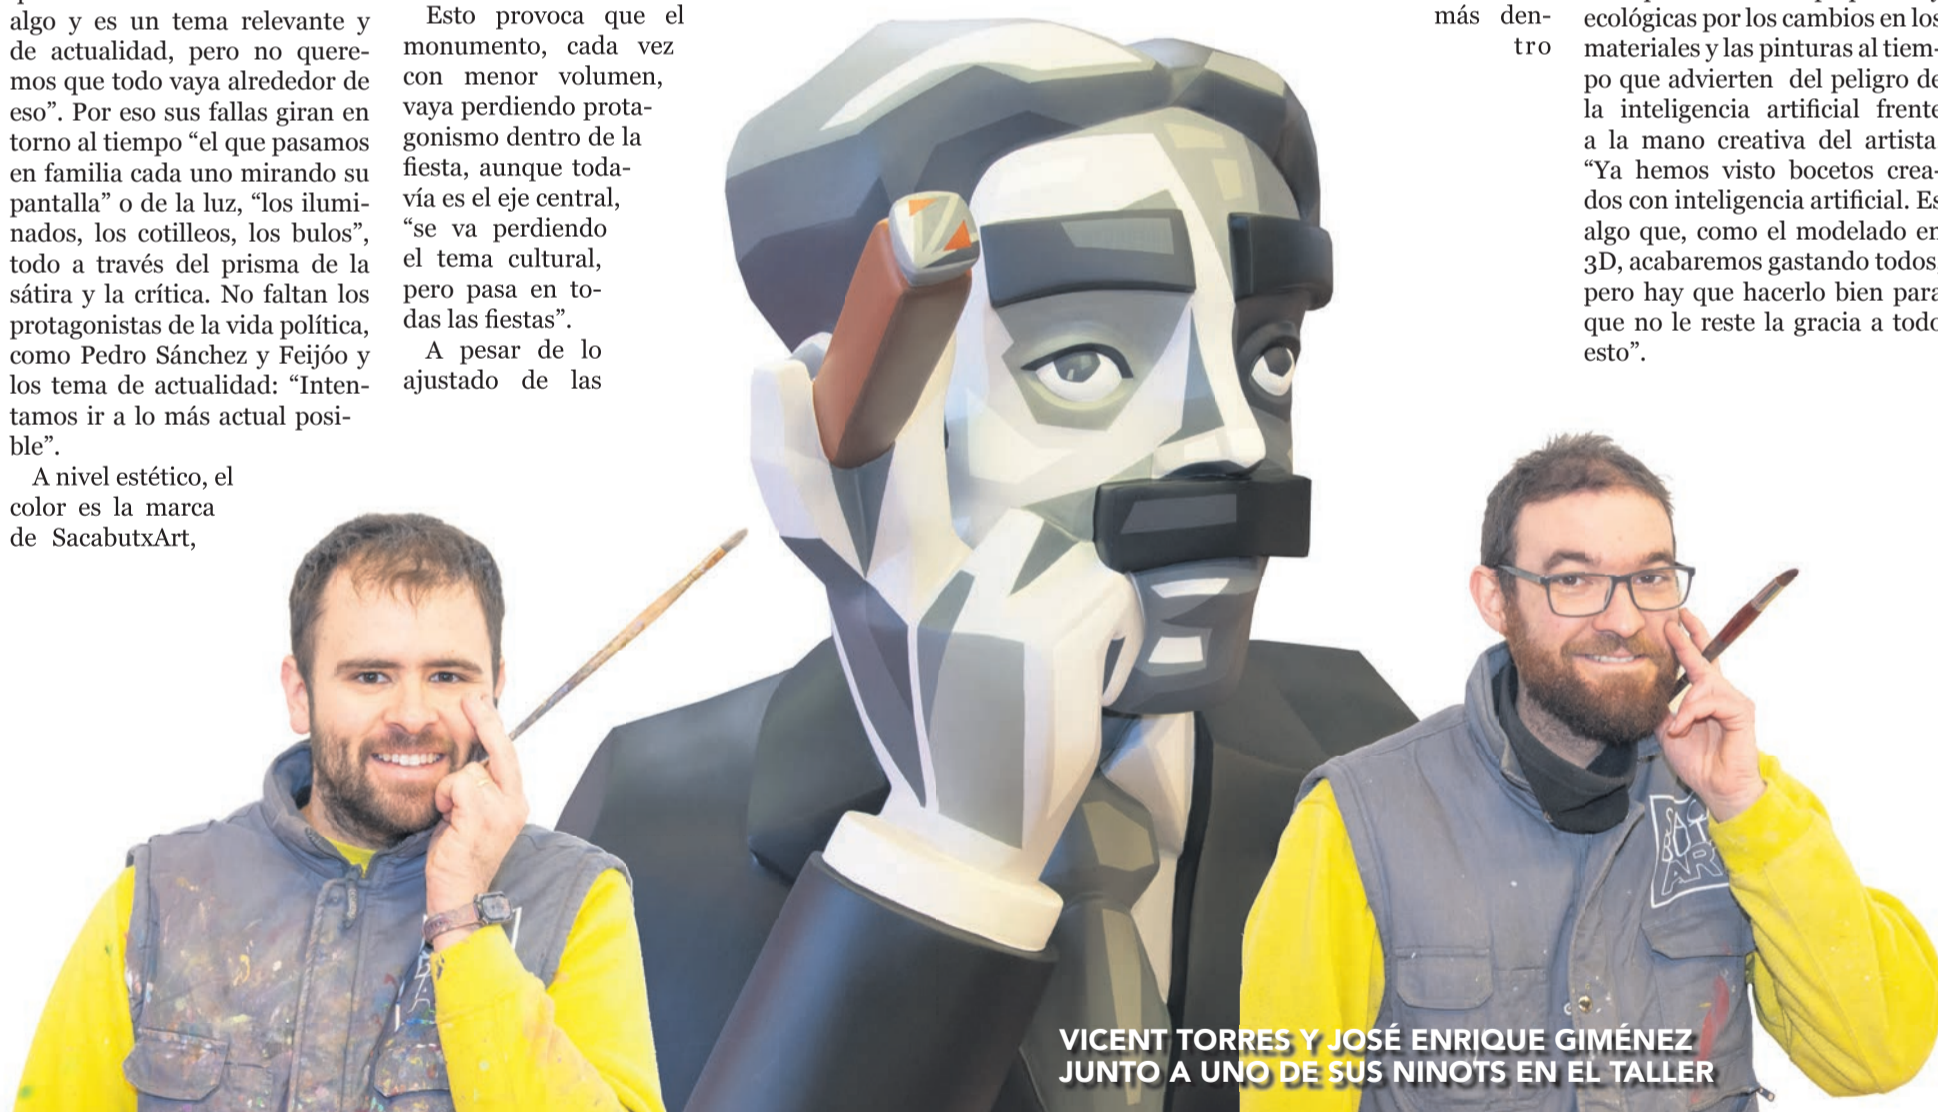 algo y es un tema relevante y
de actualidad, pero no quere-
mos que todo vaya alrededor de
eso”. Por eso sus fallas giran en
torno al tiempo “el que pasamos
en familia cada uno mirando su
pantalla” o de la luz, “los ilumi-
nados, los cotilleos, los bulos”,
todo a través del prisma de la
sátira y la crítica. No faltan los
protagonistas de la vida política,
como Pedro Sánchez y Feijóo y
los tema de actualidad: “Inten-
tamos ir a lo más actual posi-
ble”.
A nivel estético, el
color es la marca
de SacabutxArt,
Esto provoca que el
monumento, cada vez
con menor volumen,
vaya perdiendo prota-
gonismo dentro de la
fiesta, aunque toda-
vía es el eje central,
“se va perdiendo
el tema cultural,
pero pasa en to-
das las fiestas”.
A pesar de lo
ajustado de las
más den-
tro
ecológicas por los cambios en los
materiales y las pinturas al tiem-
po que advierten del peligro de
la inteligencia artificial frente
a la mano creativa del artista
“Ya hemos visto bocetos crea-
dos con inteligencia artificial. Es
algo que, como el modelado en
3D, acabaremos gastando todos,
pero hay que hacerlo bien para
que no le reste la gracia a todo
esto”.
VICENT TORRES Y JOSÉ ENRIQUE GIMÉNEZ
JUNTO A UNO DE SUS NINOTS EN EL TALLER